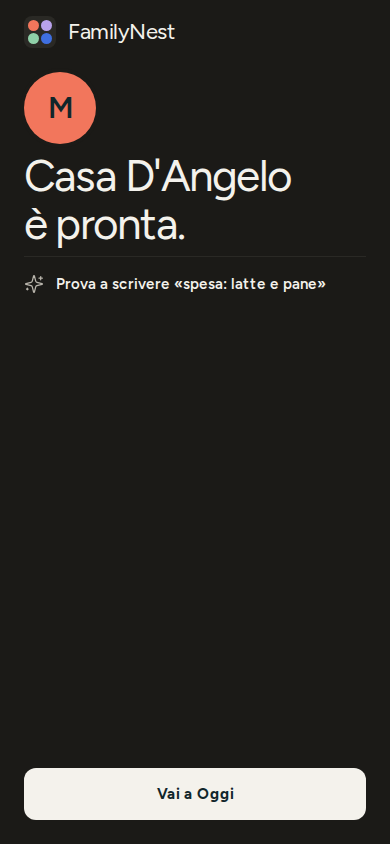 FamilyNest
M
Casa D'Angelo
è pronta.
Prova a scrivere «spesa: latte e pane»
Vai a Oggi